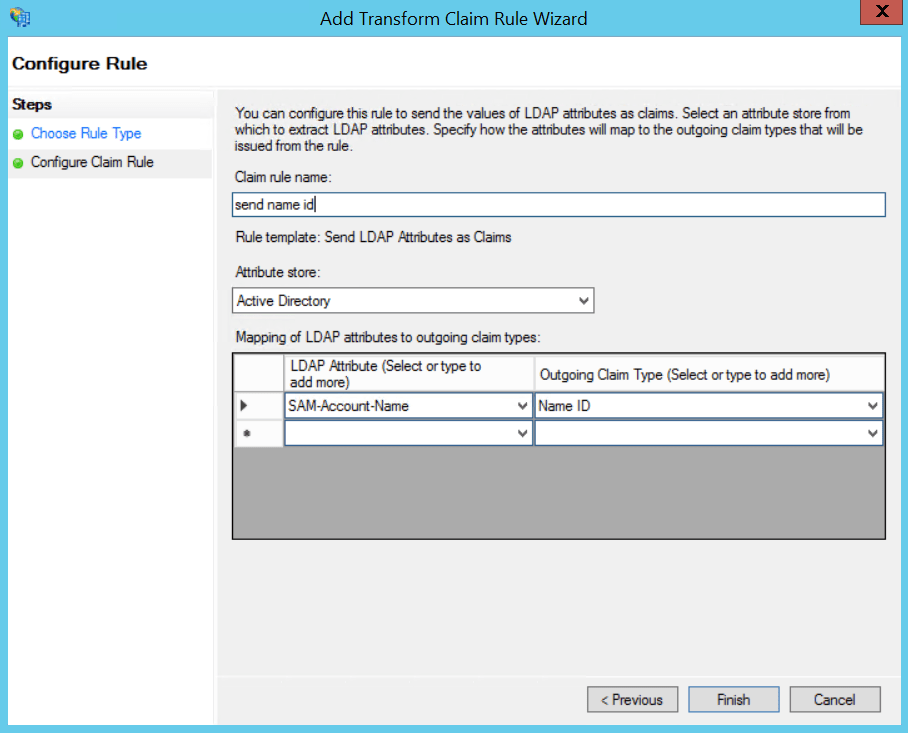 Add Transform Claim Rule Wizard
X
Configure Rule
Steps
Choose Rule Type
Configure Claim Rule
You can configure this rule to send the values of LDAP attributes as claims. Select an attribute store from
which to extract LDAP attributes. Specify how the attributes will map to the outgoing claim types that will be
issued from the rule.
Claim rule name:
send name id
Rule template: Send LDAP Attributes as Claims
Attribute store:
Active Directory
Mapping of LDAP attributes to outgoing claim types:
LDAP Attribute (Select or type to
add more)
Outgoing Claim Type (Select or type to add more)
SAM-Account-Name
Name ID
*
< Previous
Finish
Cancel